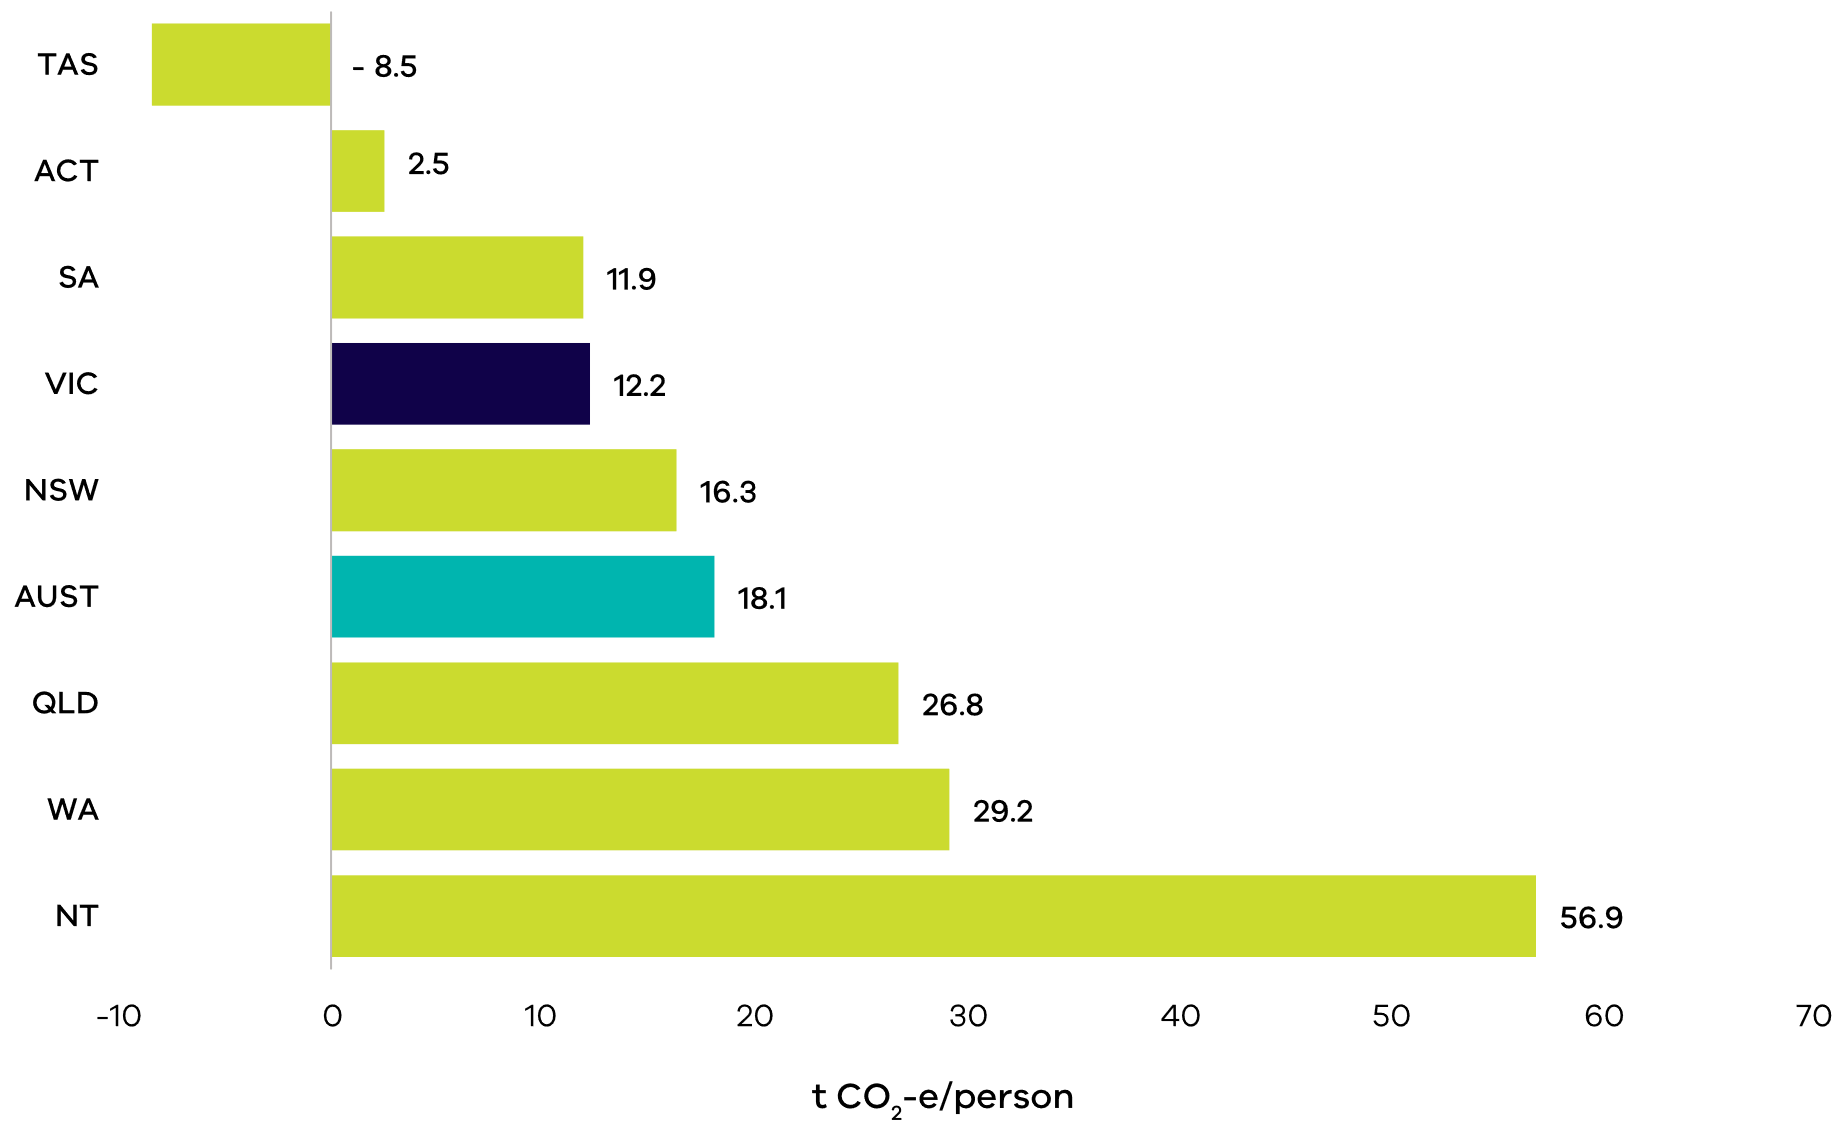 TAS - 8.5
ACT 2.5
SA 11.9
VIC 12.2
NSW 16.3
AUST 18.1
QLD 26.8
WA 29.2
NT 56.9
-10 0 10 20 30 40 50 60 70
t CO₂-e/person